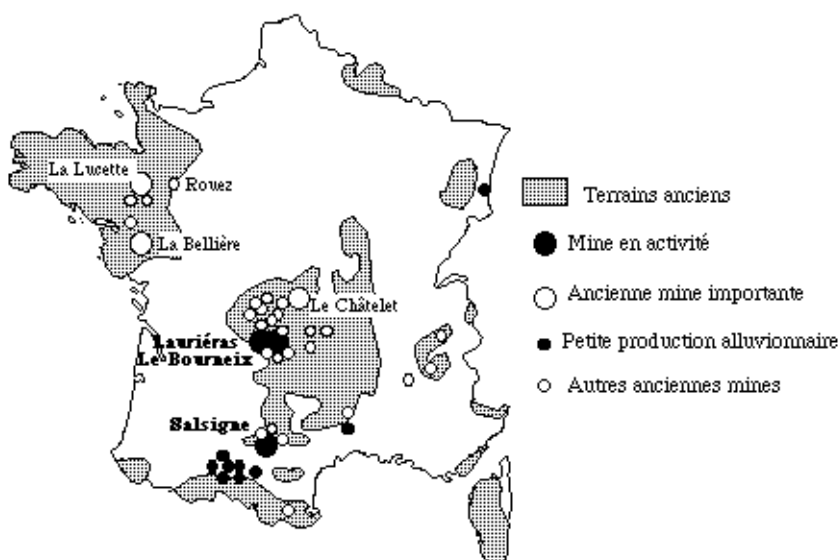 La Lucette
Rouez
La Bellière
Le Châtelet
Lauriéras
Le Bourneix
Salsigne
Terrains anciens
Mine en activité
Ancienne mine importante
Petite production alluvionnaire
Autres anciennes mines